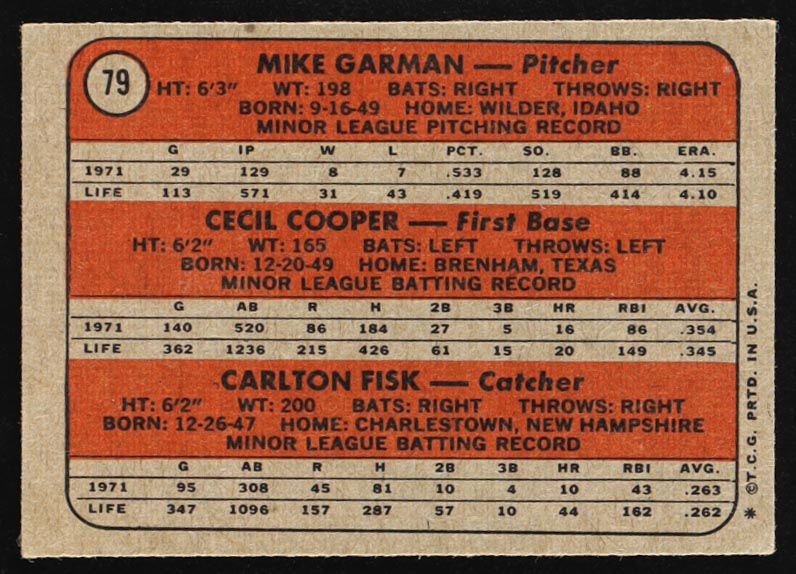 79
MIKE GARMAN — Pitcher
HT: 6'3" WT: 198 BATS: RIGHT THROWS: RIGHT
BORN: 9-16-49 HOME: WILDER, IDAHO
MINOR LEAGUE PITCHING RECORD
G IP W L PCT. SO. BB. ERA.
1971 29 129 8 7 .533 128 88 4.15
LIFE 113 571 31 43 .419 519 414 4.10
CECIL COOPER — First Base
HT: 6'2" WT: 165 BATS: LEFT THROWS: LEFT
BORN: 12-20-49 HOME: BRENHAM, TEXAS
MINOR LEAGUE BATTING RECORD
G AB R H 2B 3B HR RBI AVG.
1971 140 520 86 184 27 5 16 86 .354
LIFE 362 1236 215 426 61 15 20 149 .345
CARLTON FISK — Catcher
HT: 6'2" WT: 200 BATS: RIGHT THROWS: RIGHT
BORN: 12-26-47 HOME: CHARLESTOWN, NEW HAMPSHIRE
MINOR LEAGUE BATTING RECORD
G AB R H 2B 3B HR RBI AVG.
1971 95 308 45 81 10 4 10 43 .263
LIFE 347 1096 157 287 57 10 44 162 .262
* ©T.C.G. PRTD. IN U.S.A.